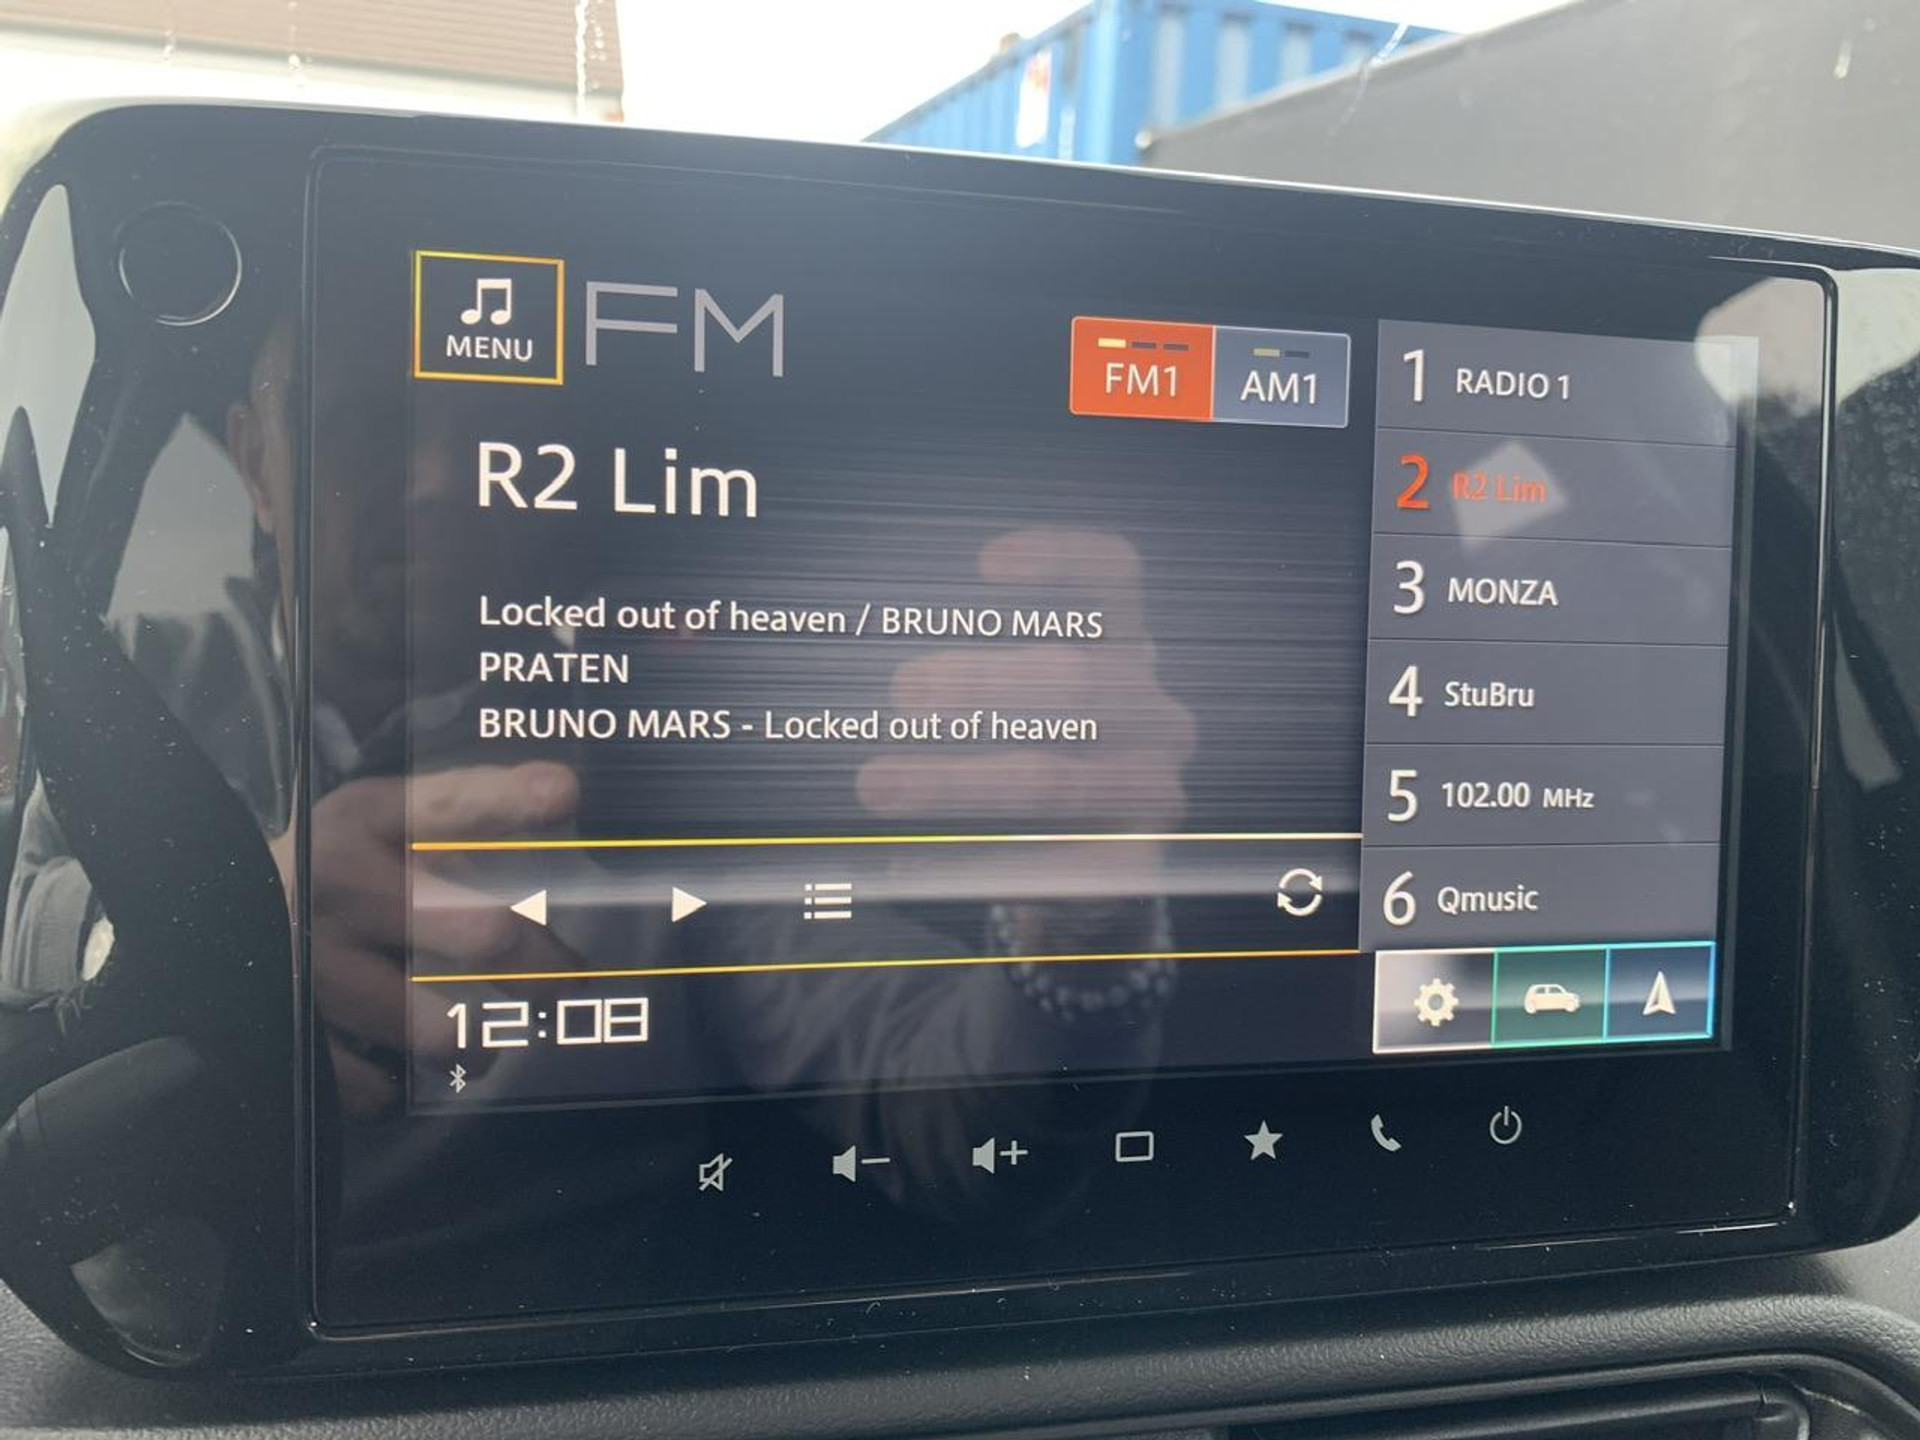 MENU
FM
FM1
AM1
R2 Lim
Locked out of heaven / BRUNO MARS
PRATEN
BRUNO MARS - Locked out of heaven
12:08
1 RADIO 1
2 R2 Lim
3 MONZA
4 StuBru
5 102.00 MHz
6 Qmusic